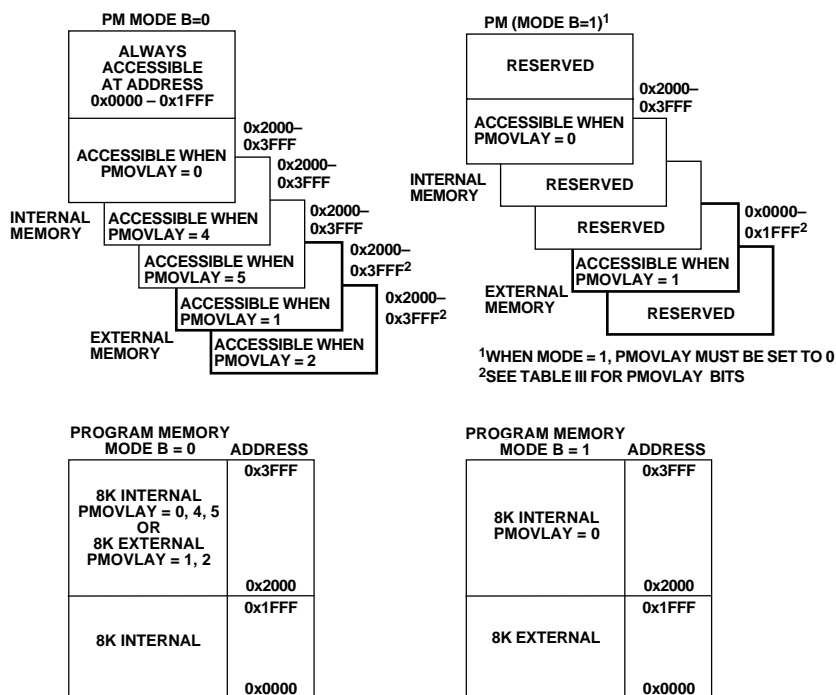 PM MODE B=0
ALWAYS
ACCESSIBLE
AT ADDRESS
0x0000 – 0x1FFF
ACCESSIBLE WHEN
PMOVLAY = 0
0x2000–
0x3FFF
0x2000–
0x3FFF
INTERNAL
MEMORY
ACCESSIBLE WHEN
PMOVLAY = 4
0x2000–
0x3FFF
ACCESSIBLE WHEN
PMOVLAY = 5
0x2000–
0x3FFF²
ACCESSIBLE WHEN
PMOVLAY = 1
0x2000–
0x3FFF²
EXTERNAL
MEMORY
ACCESSIBLE WHEN
PMOVLAY = 2
PM (MODE B=1)¹
RESERVED
0x2000–
0x3FFF
ACCESSIBLE WHEN
PMOVLAY = 0
INTERNAL
MEMORY
RESERVED
RESERVED
0x0000–
0x1FFF²
ACCESSIBLE WHEN
PMOVLAY = 1
EXTERNAL
MEMORY
RESERVED
¹WHEN MODE = 1, PMOVLAY MUST BE SET TO 0
²SEE TABLE III FOR PMOVLAY BITS
PROGRAM MEMORY
MODE B = 0
ADDRESS
0x3FFF
8K INTERNAL
PMOVLAY = 0, 4, 5
OR
8K EXTERNAL
PMOVLAY = 1, 2
0x2000
0x1FFF
8K INTERNAL
0x0000
PROGRAM MEMORY
MODE B = 1
ADDRESS
0x3FFF
8K INTERNAL
PMOVLAY = 0
0x2000
0x1FFF
8K EXTERNAL
0x0000